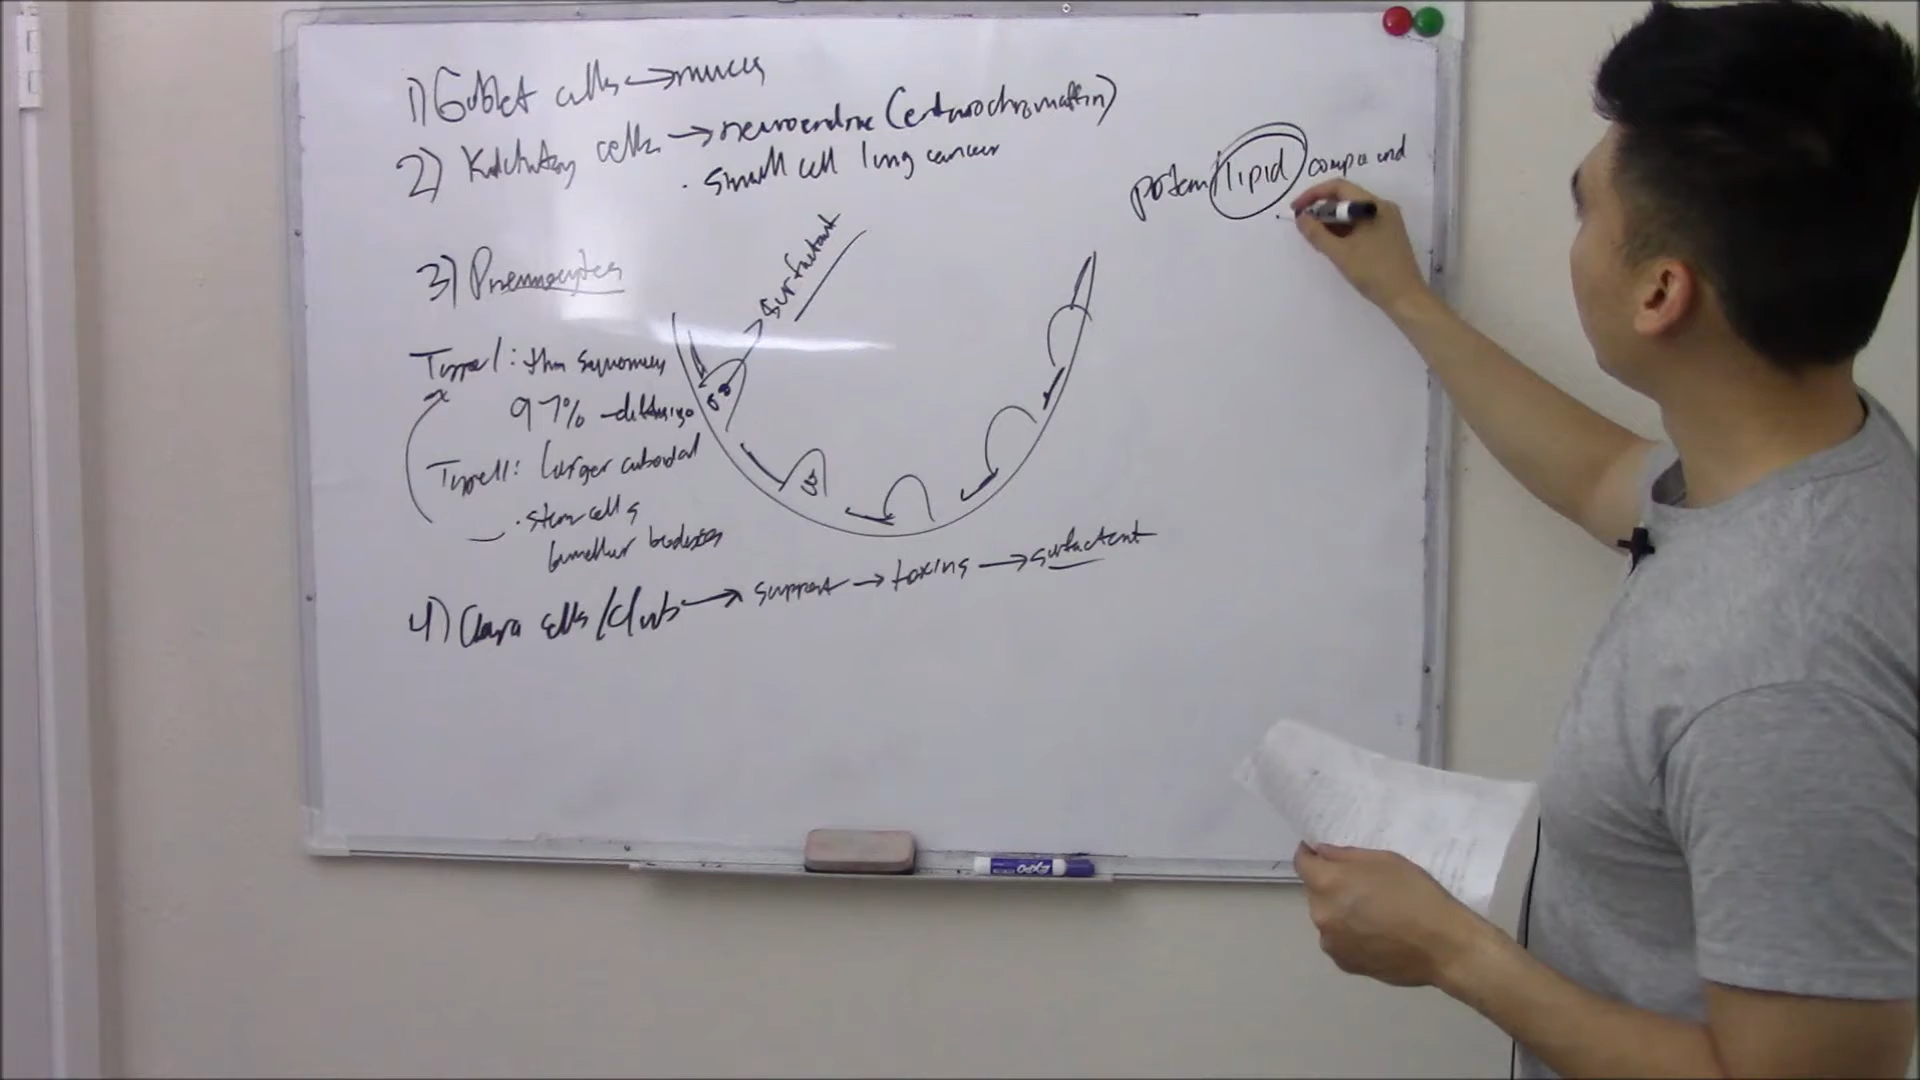 1) Goblet cells → mucus
2) Kulchitsky cells → neuroendrine (enterochromaffin)
· small cell lung cancer
protein lipid compound
3) Pneumocytes
surfactant
Type I: thin squamous
97%
Type II: larger cuboidal
· stem cells
lamellar bodies
4) Clara cells/club → support → toxins → surfactant
EXPO